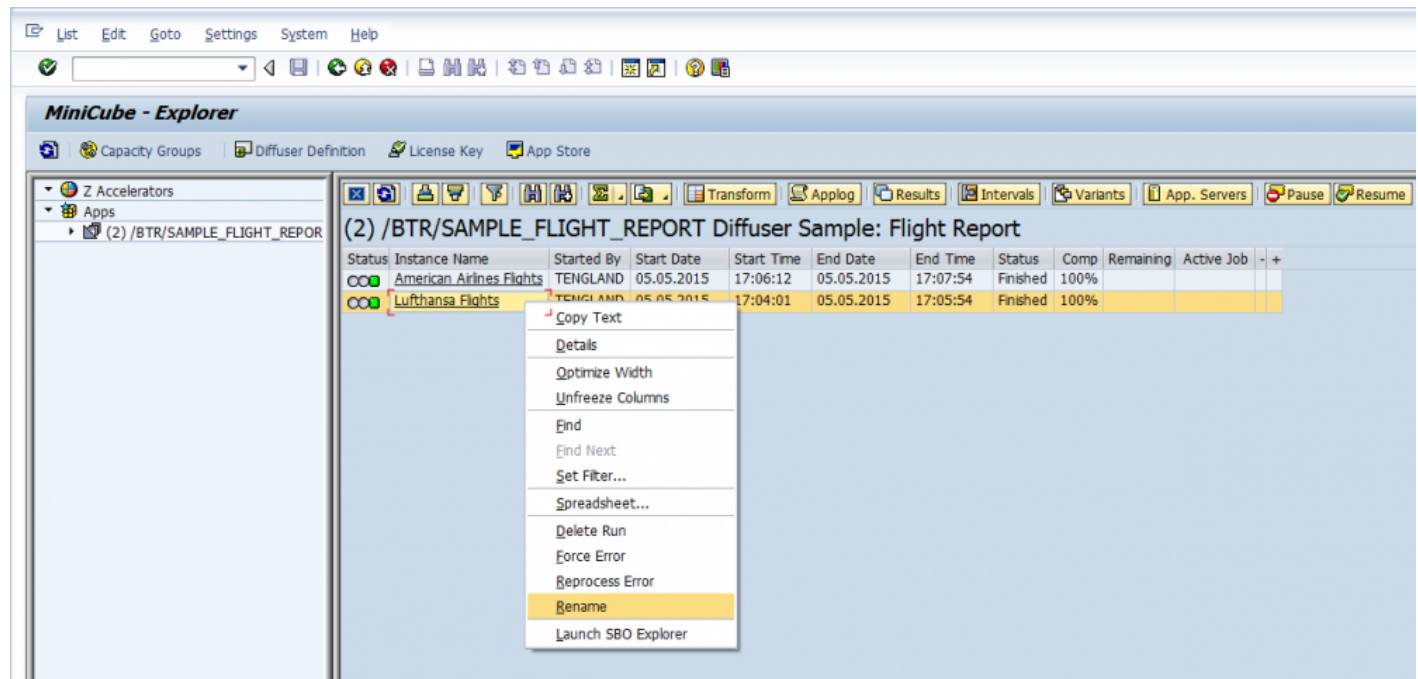 List Edit Goto Settings System Help
MiniCube - Explorer
Capacity Groups Diffuser Definition License Key App Store
Z Accelerators
Apps
(2) /BTR/SAMPLE_FLIGHT_REPOR
Transform Applog Results Intervals Variants App. Servers Pause Resume
(2) /BTR/SAMPLE_FLIGHT_REPORT Diffuser Sample: Flight Report
Status Instance Name Started By Start Date Start Time End Date End Time Status Comp Remaining Active Job - +
American Airlines Flights TENGLAND 05.05.2015 17:06:12 05.05.2015 17:07:54 Finished 100%
Lufthansa Flights TENGLAND 05.05.2015 17:04:01 05.05.2015 17:05:54 Finished 100%
Copy Text
Details
Optimize Width
Unfreeze Columns
Find
Find Next
Set Filter...
Spreadsheet...
Delete Run
Force Error
Reprocess Error
Rename
Launch SBO Explorer